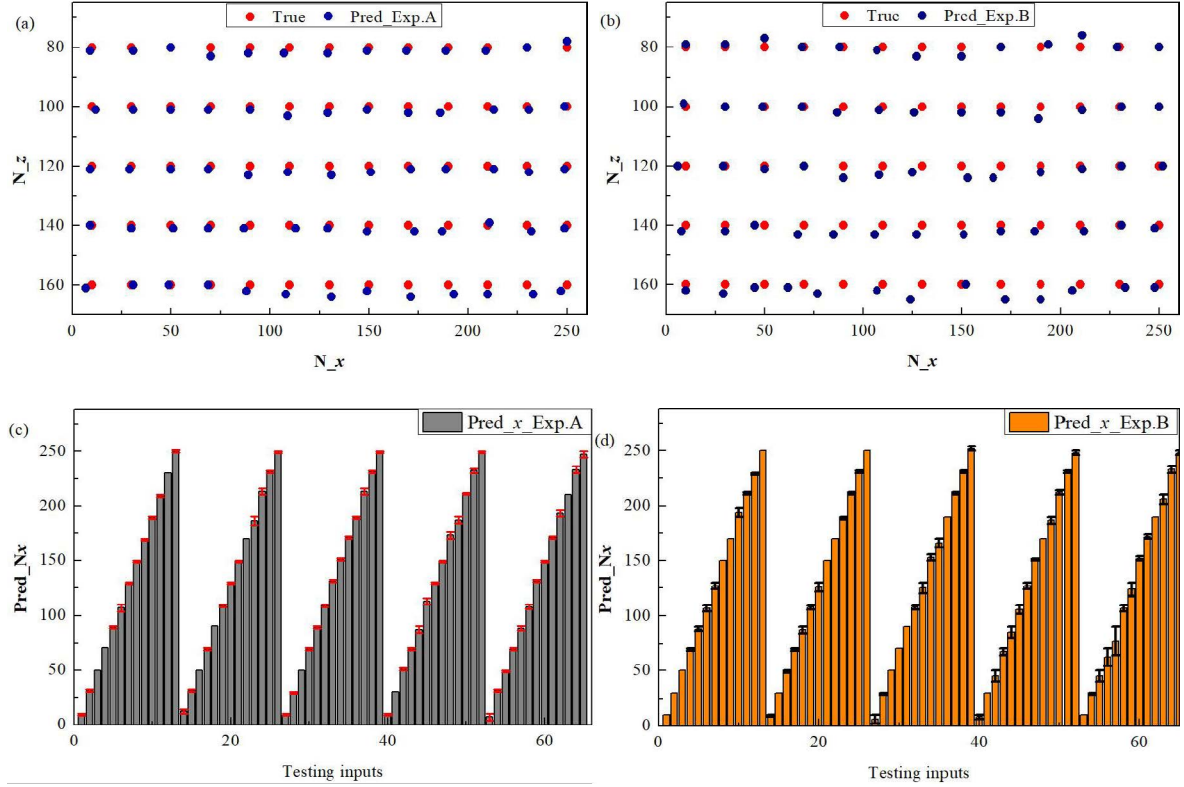 (a)
True Pred_Exp.A
80
100
120
140
160
N_z
0 50 100 150 200 250
N_x
(b)
True Pred_Exp.B
80
100
120
140
160
N_z
0 50 100 150 200 250
N_x
(c)
Pred_x_Exp.A
250
200
150
100
50
0
Pred_Nx
0 20 40 60
Testing inputs
(d)
Pred_x_Exp.B
250
200
150
100
50
0
Pred_Nx
0 20 40 60
Testing inputs